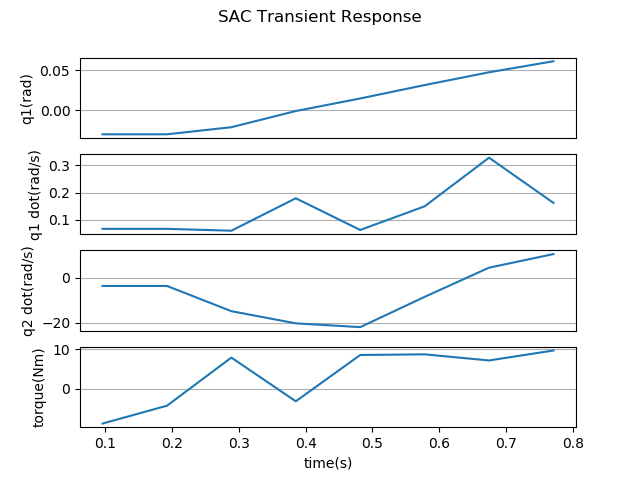 SAC Transient Response
q1(rad)
0.05
0.00
q1 dot(rad/s)
0.3
0.2
0.1
q2 dot(rad/s)
0
−20
torque(Nm)
10
0
0.1 0.2 0.3 0.4 0.5 0.6 0.7 0.8
time(s)